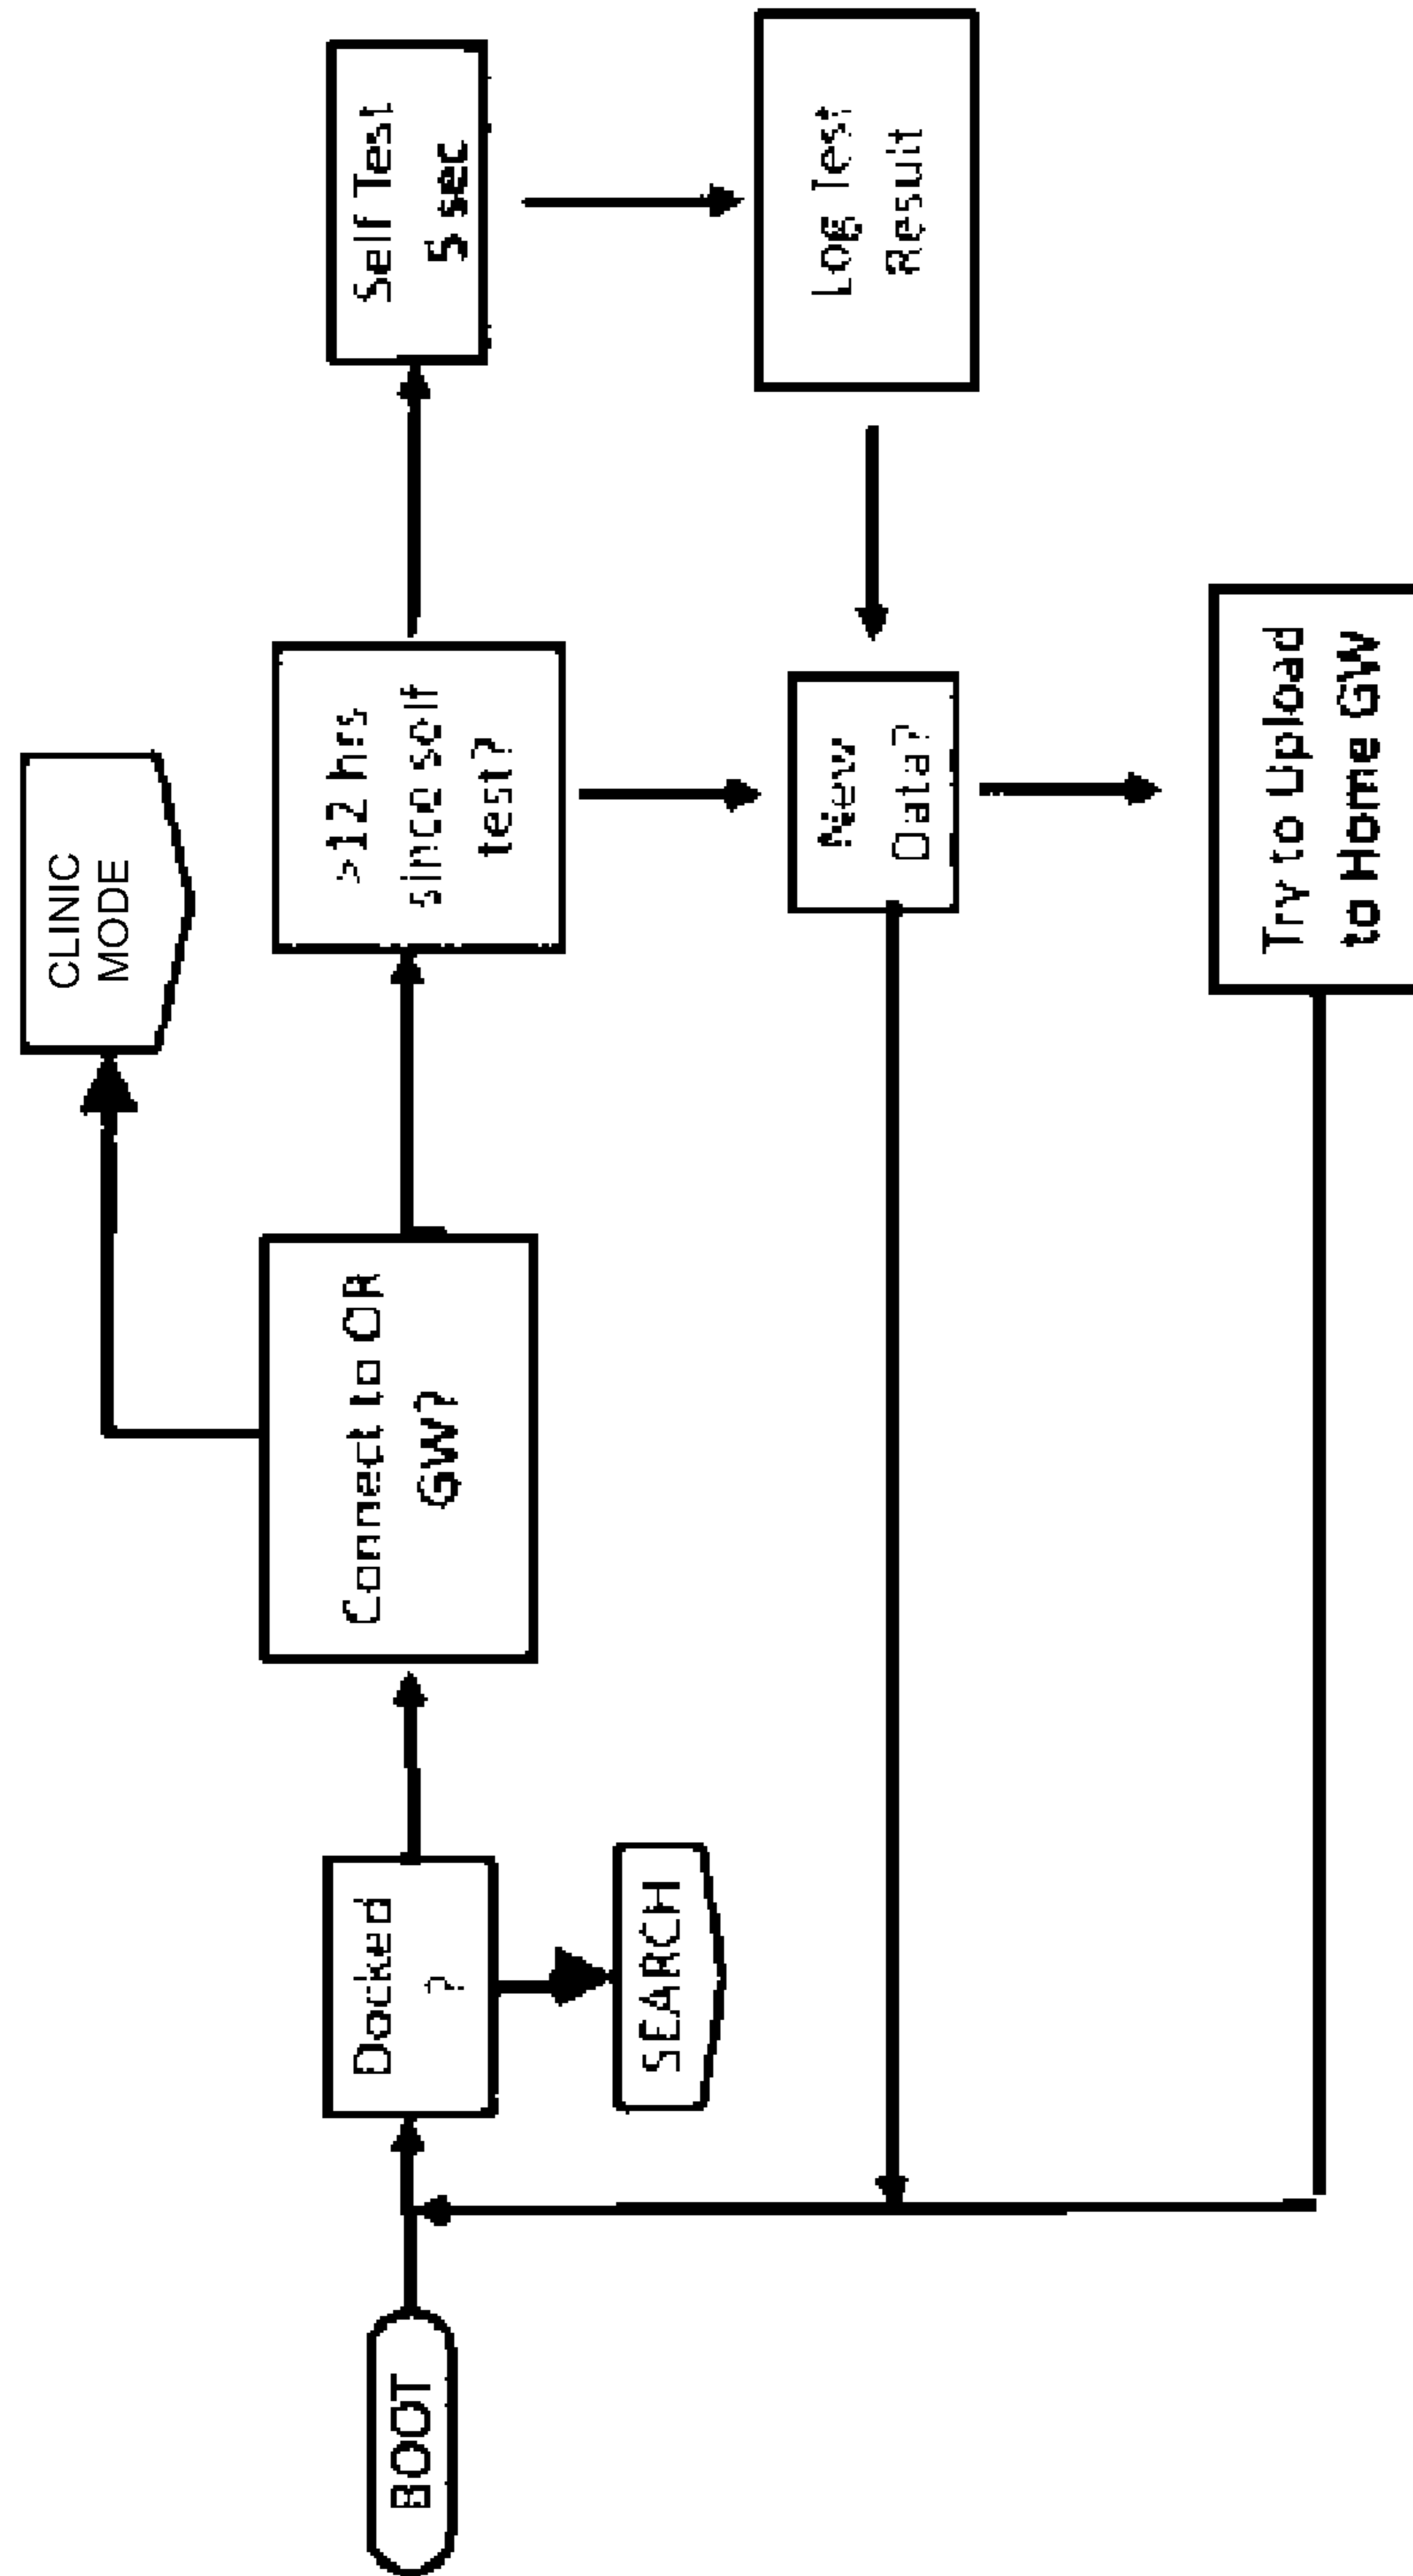 BOOT
Docked
?
SEARCH
Connect to OR
GW?
CLINIC
MODE
>12 hrs
since self
test?
Self Test
5 sec
Log Test
Result
New
Data?
Try to Upload
to Home GW